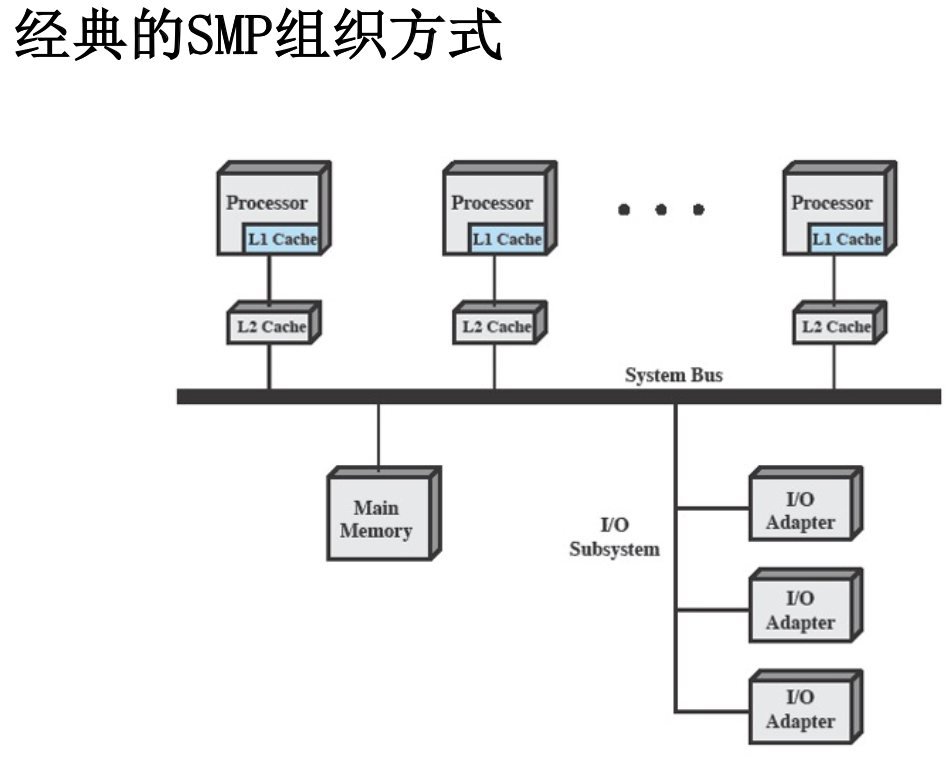 经典的SMP组织方式
Processor
L1 Cache
Processor
L1 Cache
Processor
L1 Cache
L2 Cache
L2 Cache
L2 Cache
System Bus
Main
Memory
I/O
Subsystem
I/O
Adapter
I/O
Adapter
I/O
Adapter